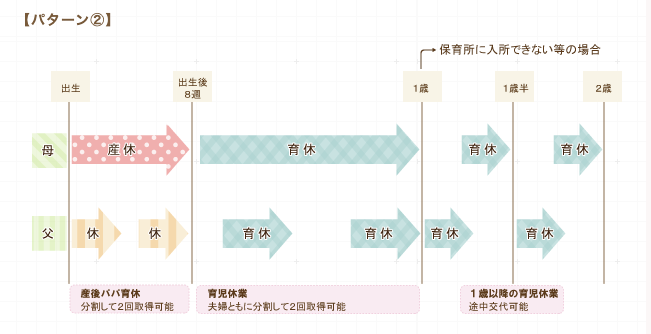 【パターン②】
保育所に入所できない等の場合
出生
出生後
8週
1歳
1歳半
2歳
母
産休
育休
育休
育休
父
休
休
育休
育休
育休
育休
産後パパ育休
分割して2回取得可能
育児休業
夫婦ともに分割して2回取得可能
1歳以降の育児休業
途中交代可能